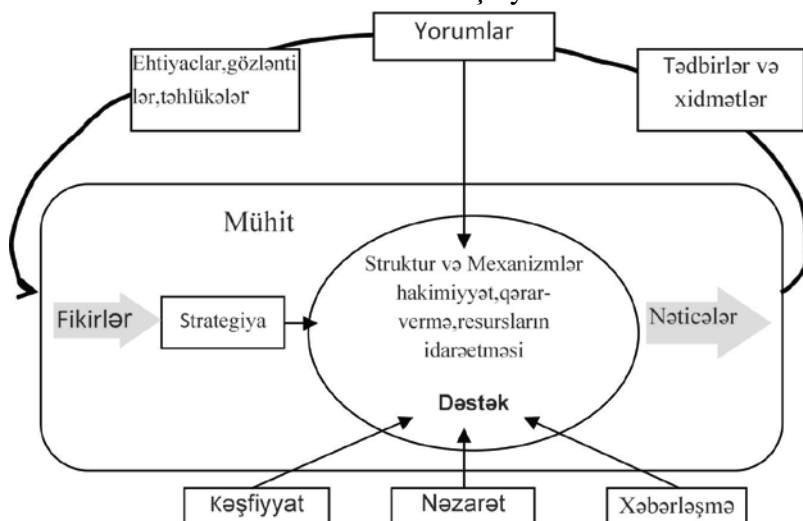 Yorumlar
Ehtiyaclar,gözlənti
lər,təhlükələr
Tədbirlər və
xidmətlər
Mühit
Struktur və Mexanizmlər
hakimiyyət,qərar-
vermə,resursların
idarəetməsi
Fikirlər
Strategiya
Nəticələr
Dəstək
Kəşfiyyat
Nəzarət
Xəbərləşmə